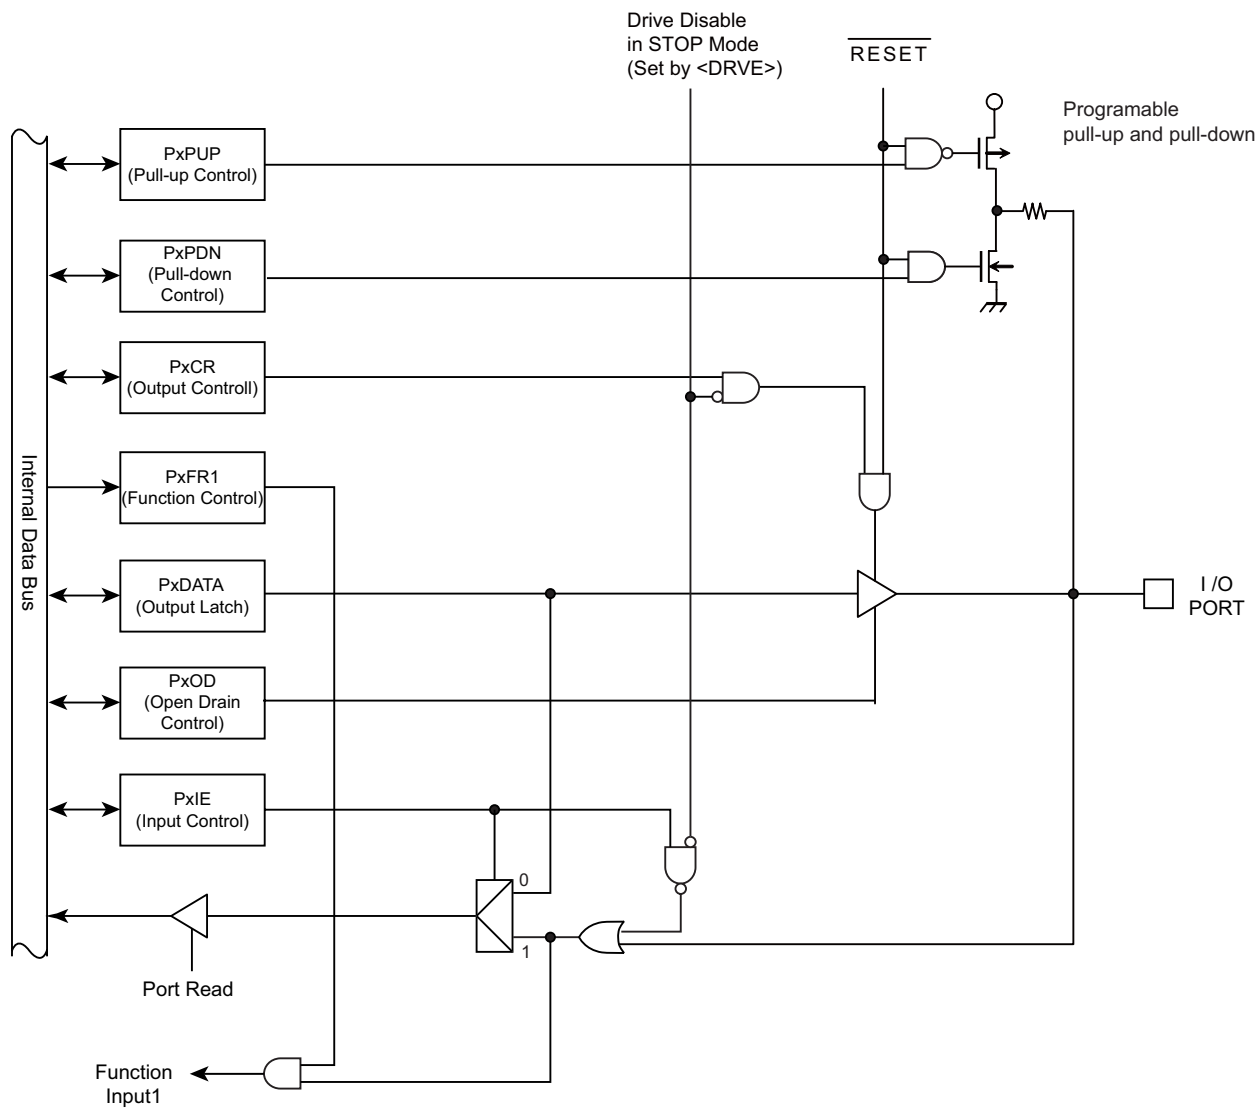 Drive Disable
in STOP Mode
(Set by <DRVE>)
RESET
Programable
pull-up and pull-down
PxPUP
(Pull-up Control)
PxPDN
(Pull-down
Control)
PxCR
(Output Controll)
Internal Data Bus
PxFR1
(Function Control)
PxDATA
(Output Latch)
I /O
PORT
PxOD
(Open Drain
Control)
PxIE
(Input Control)
0
1
Port Read
Function
Input1